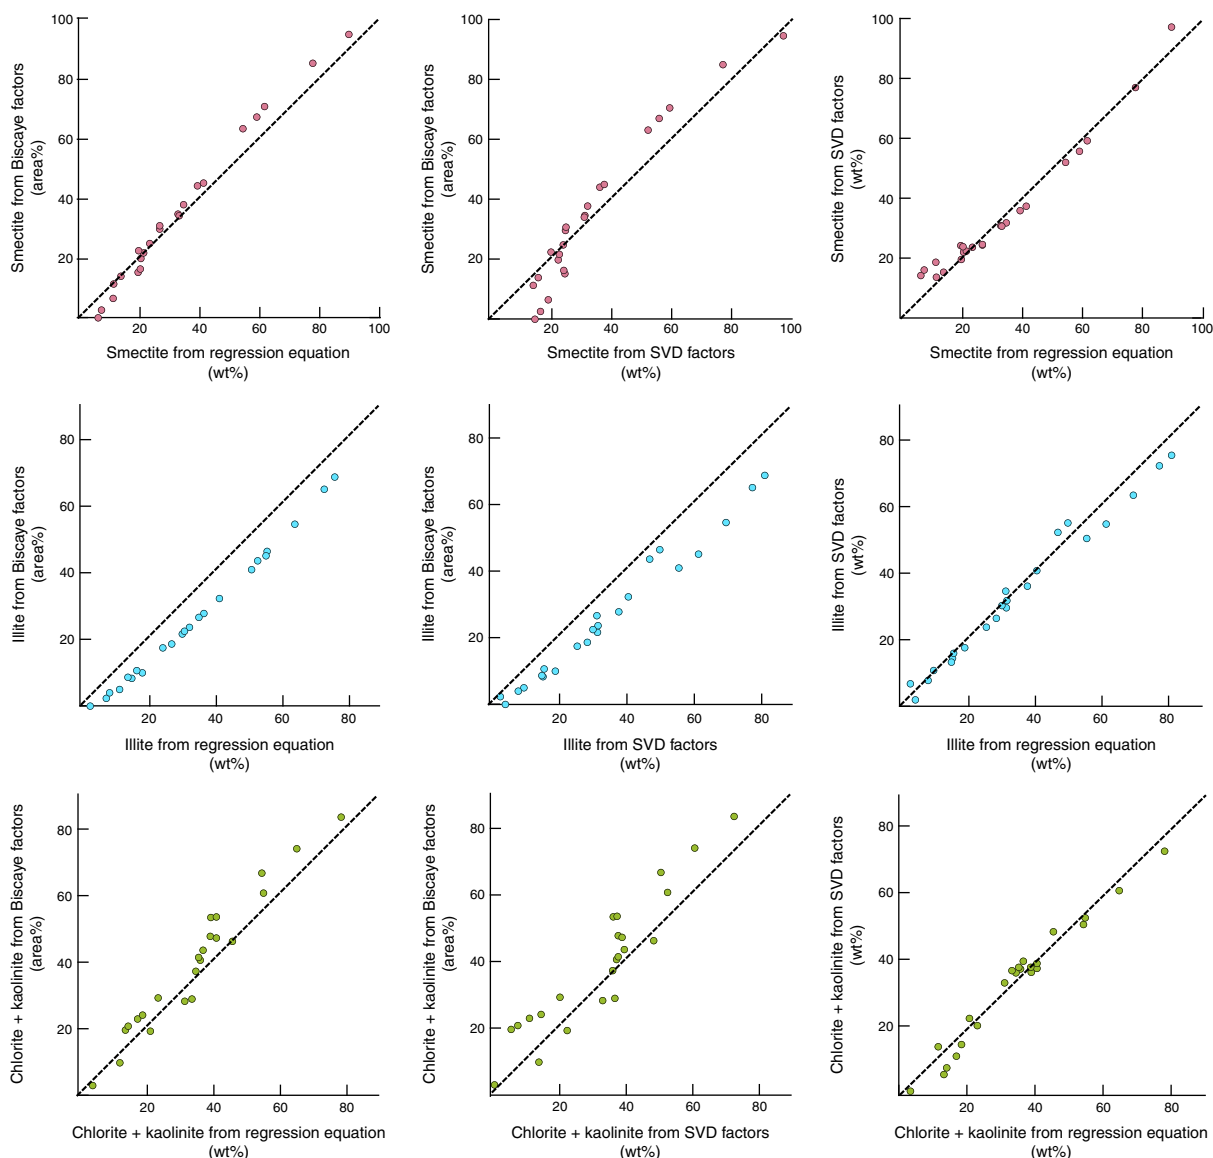 100
80
60
40
20
Smectite from Biscaye factors
(area%)
20
40
60
80
100
Smectite from regression equation
(wt%)
100
80
60
40
20
Smectite from Biscaye factors
(area%)
20
40
60
80
100
Smectite from SVD factors
(wt%)
100
80
60
40
20
Smectite from SVD factors
(wt%)
20
40
60
80
100
Smectite from regression equation
(wt%)
80
60
40
20
Illite from Biscaye factors
(area%)
20
40
60
80
Illite from regression equation
(wt%)
80
60
40
20
Illite from Biscaye factors
(area%)
20
40
60
80
Illite from SVD factors
(wt%)
80
60
40
20
Illite from SVD factors
(wt%)
20
40
60
80
Illite from regression equation
(wt%)
80
60
40
20
Chlorite + kaolinite from Biscaye factors
(area%)
20
40
60
80
Chlorite + kaolinite from regression equation
(wt%)
80
60
40
20
Chlorite + kaolinite from Biscaye factors
(area%)
20
40
60
80
Chlorite + kaolinite from SVD factors
(wt%)
80
60
40
20
Chlorite + kaolinite from SVD factors
(wt%)
20
40
60
80
Chlorite + kaolinite from regression equation
(wt%)